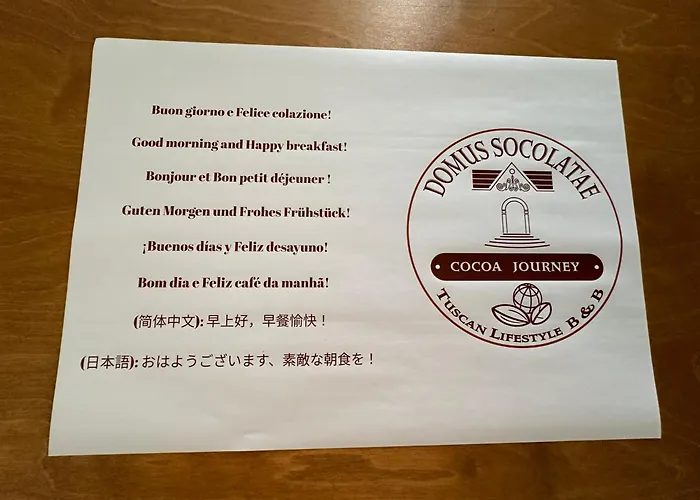 Buon giorno e Felice colazione!
Good morning and Happy breakfast!
Bonjour et Bon petit déjeuner !
Guten Morgen und Frohes Frühstück!
¡Buenos días y Feliz desayuno!
Bom dia e Feliz café da manhã!
(简体中文): 早上好，早餐愉快！
(日本語): おはようございます、素敵な朝食を！
DOMUS SOCOLATAE
• COCOA JOURNEY •
TUSCAN LIFESTYLE B & B